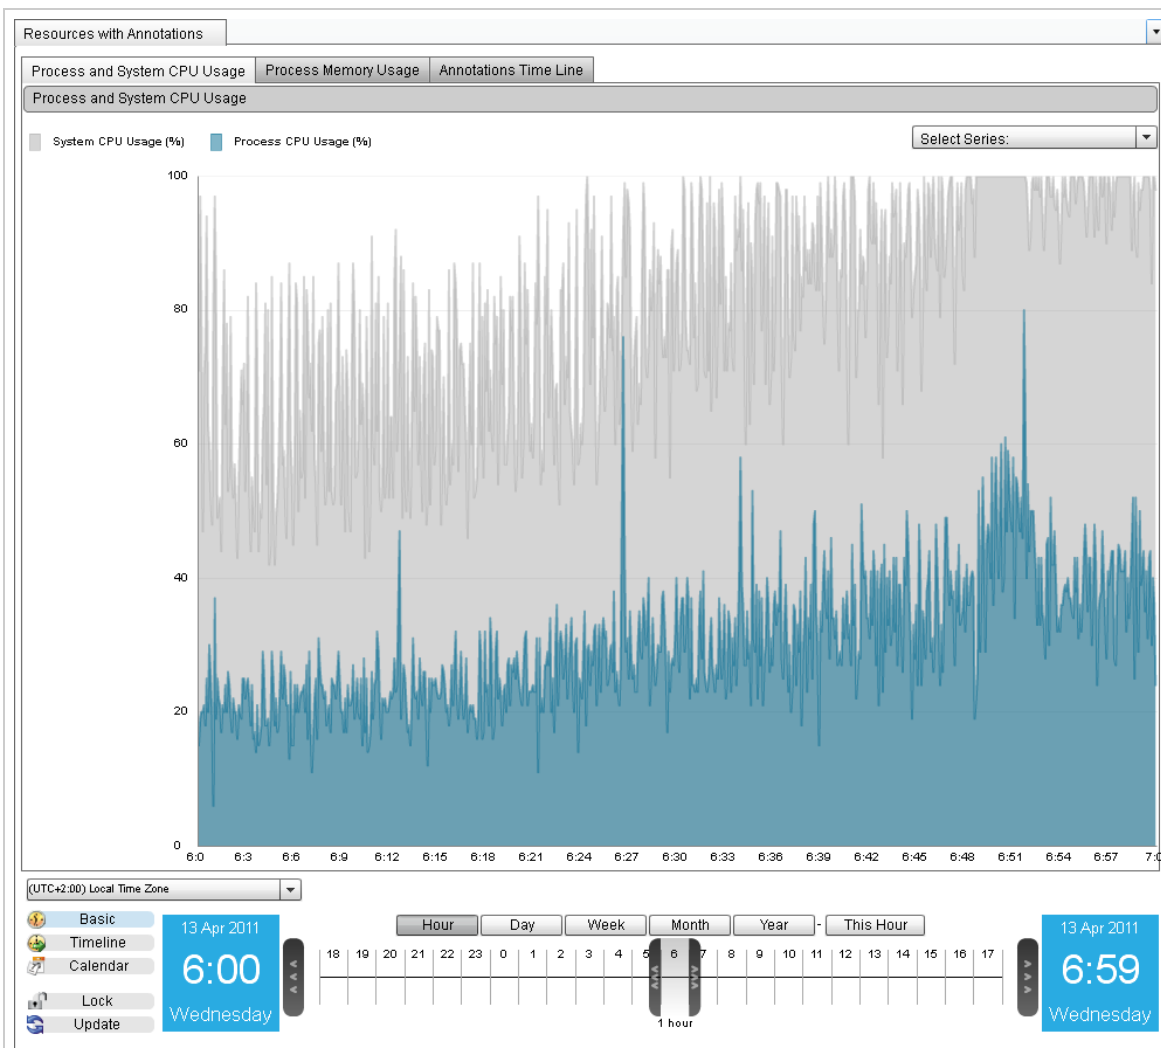 Resources with Annotations
Process and System CPU Usage Process Memory Usage Annotations Time Line
Process and System CPU Usage
System CPU Usage (%) Process CPU Usage (%) Select Series:
100
80
60
40
20
0
6:0 6:3 6:6 6:9 6:12 6:15 6:18 6:21 6:24 6:27 6:30 6:33 6:36 6:39 6:42 6:45 6:48 6:51 6:54 6:57 7:0
(UTC+2:00) Local Time Zone
Basic 13 Apr 2011 Hour Day Week Month Year - This Hour 13 Apr 2011
Timeline
Calendar 6:00 18 19 20 21 22 23 0 1 2 3 4 5 6 7 8 9 10 11 12 13 14 15 16 17 6:59
Lock
Update Wednesday 1 hour Wednesday